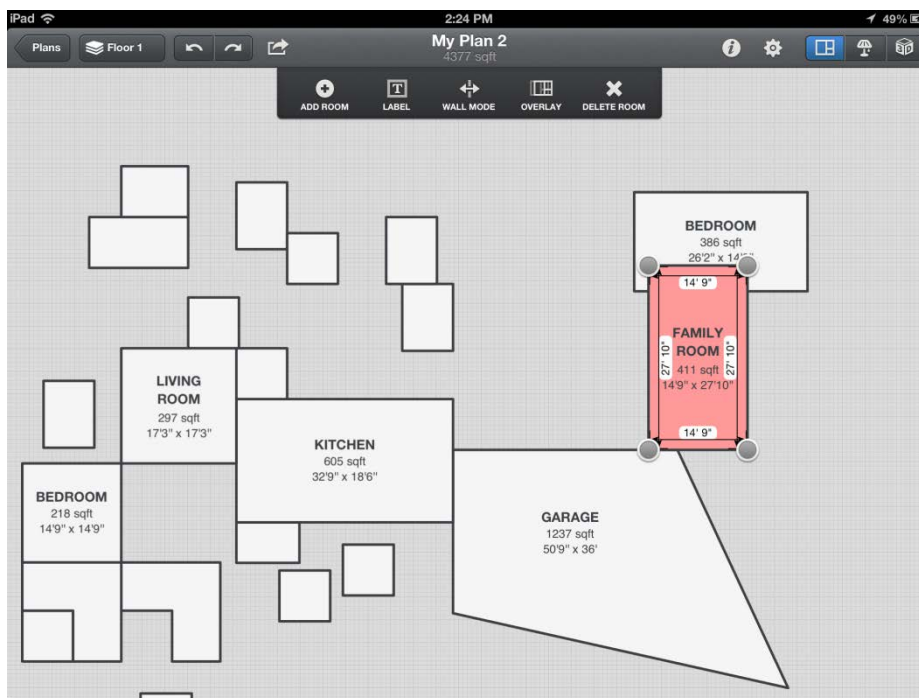 iPad
2:24 PM
49%
Plans
Floor 1
My Plan 2
4377 sqft
ADD ROOM
LABEL
WALL MODE
OVERLAY
DELETE ROOM
BEDROOM
386 sqft
26'2" x
14' 9"
FAMILY
ROOM
27' 10"
27' 10"
411 sqft
14'9" x 27'10"
14' 9"
LIVING
ROOM
297 sqft
17'3" x 17'3"
KITCHEN
605 sqft
32'9" x 18'6"
BEDROOM
218 sqft
14'9" x 14'9"
GARAGE
1237 sqft
50'9" x 36'